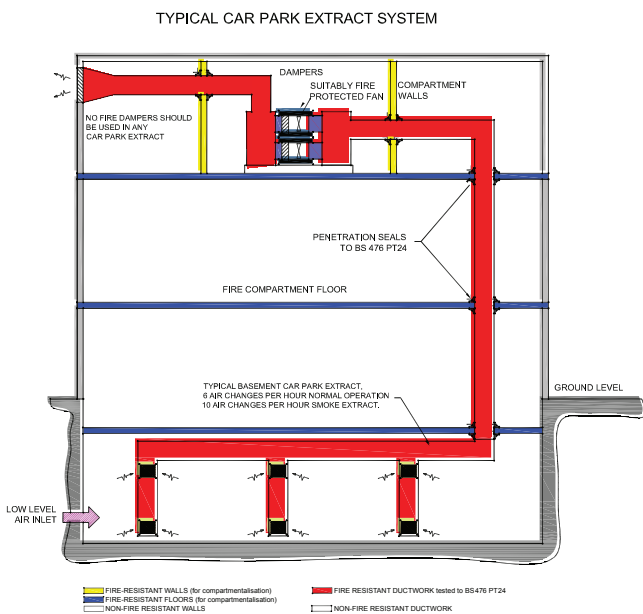 TYPICAL CAR PARK EXTRACT SYSTEM
DAMPERS
SUITABLY FIRE
PROTECTED FAN
COMPARTMENT
WALLS
NO FIRE DAMPERS SHOULD
BE USED IN ANY
CAR PARK EXTRACT
PENETRATION SEALS
TO BS 476 PT24
FIRE COMPARTMENT FLOOR
TYPICAL BASEMENT CAR PARK EXTRACT,
6 AIR CHANGES PER HOUR NORMAL OPERATION
10 AIR CHANGES PER HOUR SMOKE EXTRACT.
GROUND LEVEL
LOW LEVEL
AIR INLET
FIRE-RESISTANT WALLS (for compartmentalisation)
FIRE-RESISTANT FLOORS (for compartmentalisation)
NON-FIRE RESISTANT WALLS
FIRE RESISTANT DUCTWORK tested to BS476 PT24
NON-FIRE RESISTANT DUCTWORK